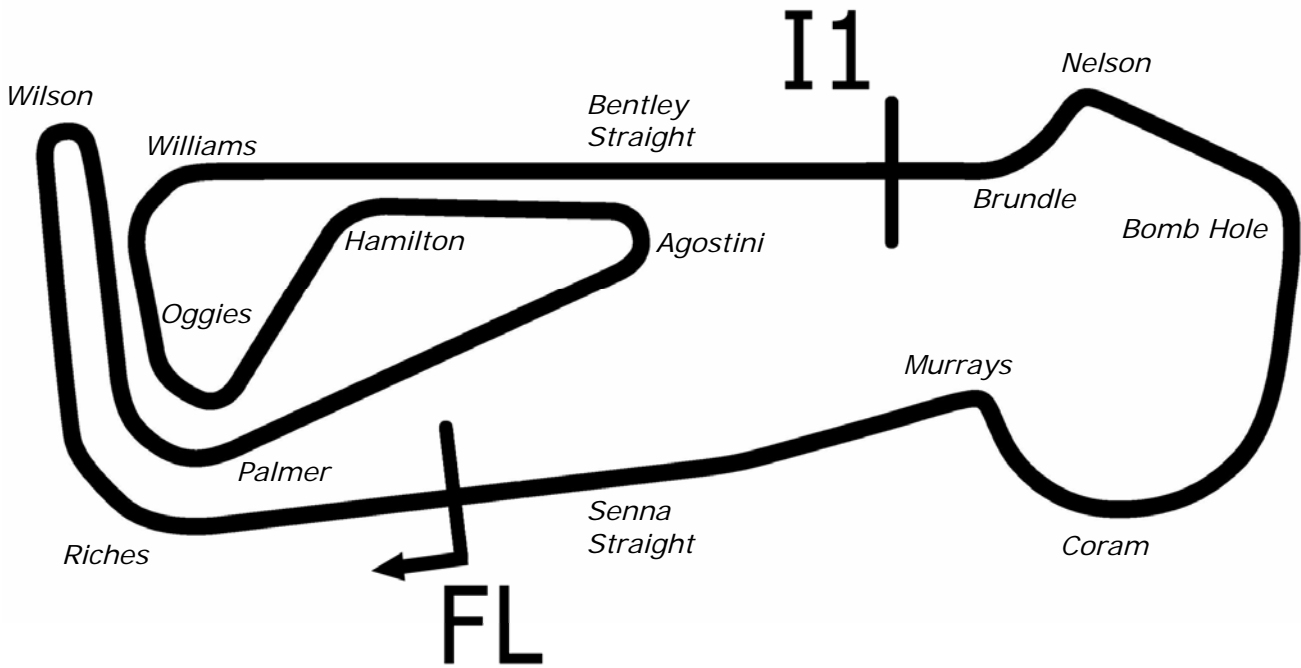 I1
Nelson
Wilson
Bentley
Straight
Williams
Brundle
Bomb Hole
Hamilton
Agostini
Oggies
Murrays
Palmer
Senna
Straight
Riches
Coram
FL